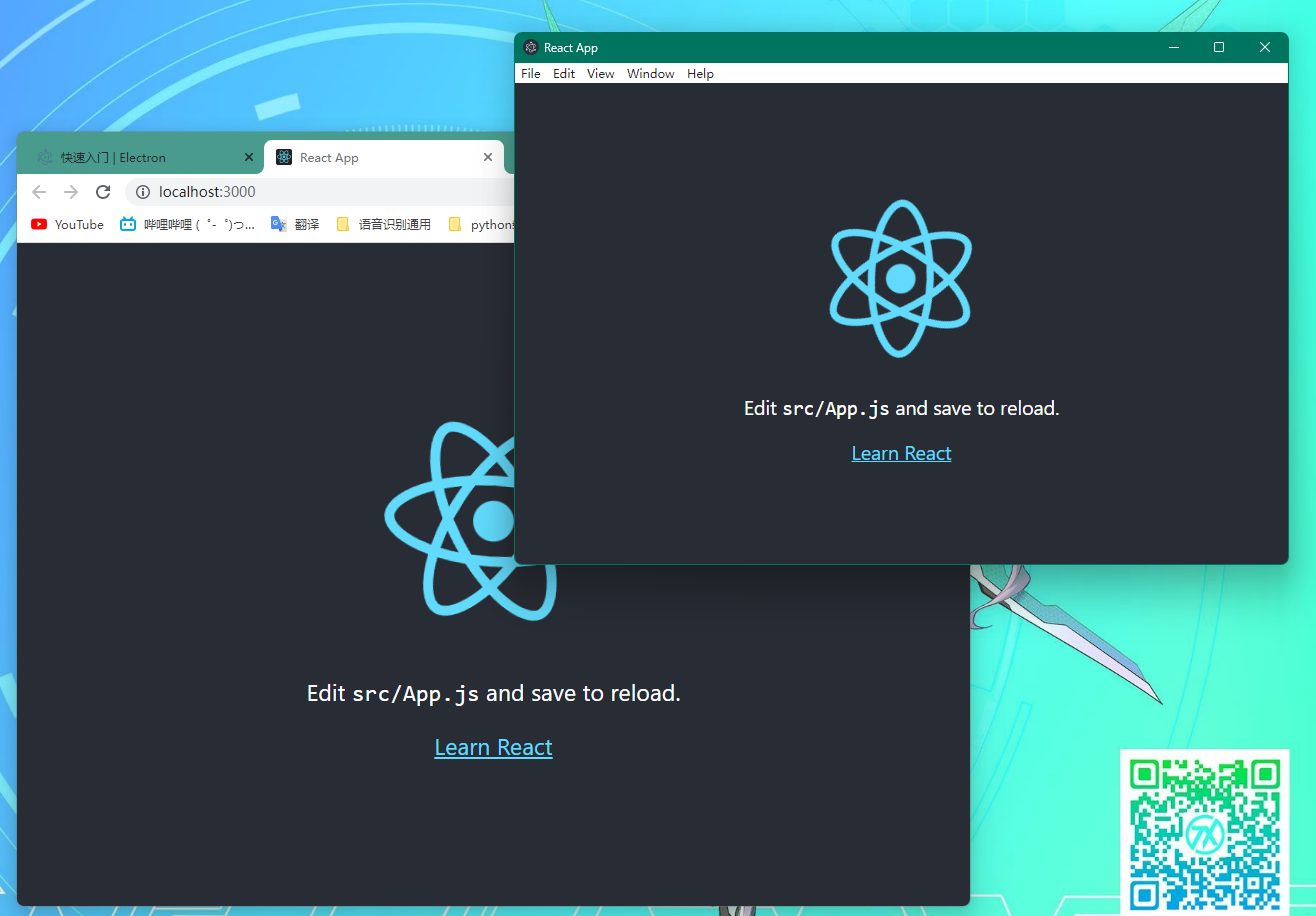 React App
File Edit View Window Help
Edit src/App.js and save to reload.
Learn React
快速入门 | Electron
React App
localhost:3000
YouTube
哔哩哔哩 ( ゜- ゜)つ...
翻译
语音识别通用
python
Edit src/App.js and save to reload.
Learn React